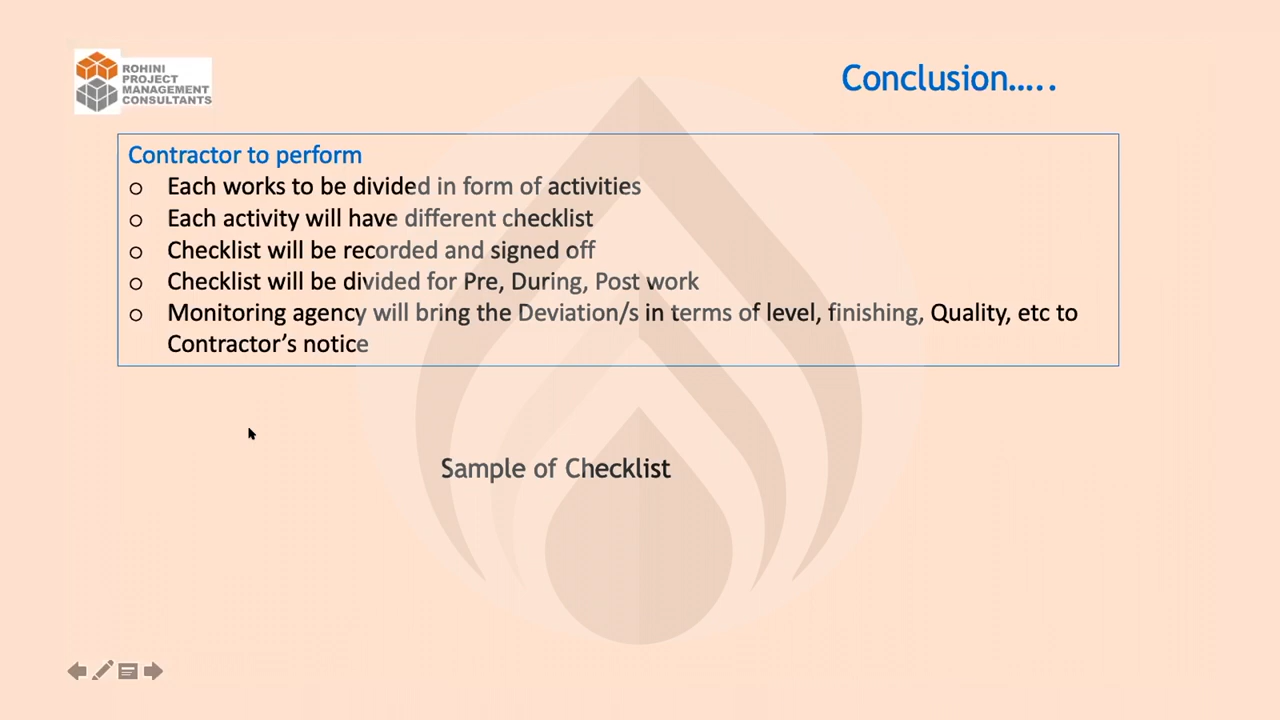 ROHINI
PROJECT
MANAGEMENT
CONSULTANTS
Conclusion.....
Contractor to perform
o Each works to be divided in form of activities
o Each activity will have different checklist
o Checklist will be recorded and signed off
o Checklist will be divided for Pre, During, Post work
o Monitoring agency will bring the Deviation/s in terms of level, finishing, Quality, etc to
Contractor's notice
Sample of Checklist